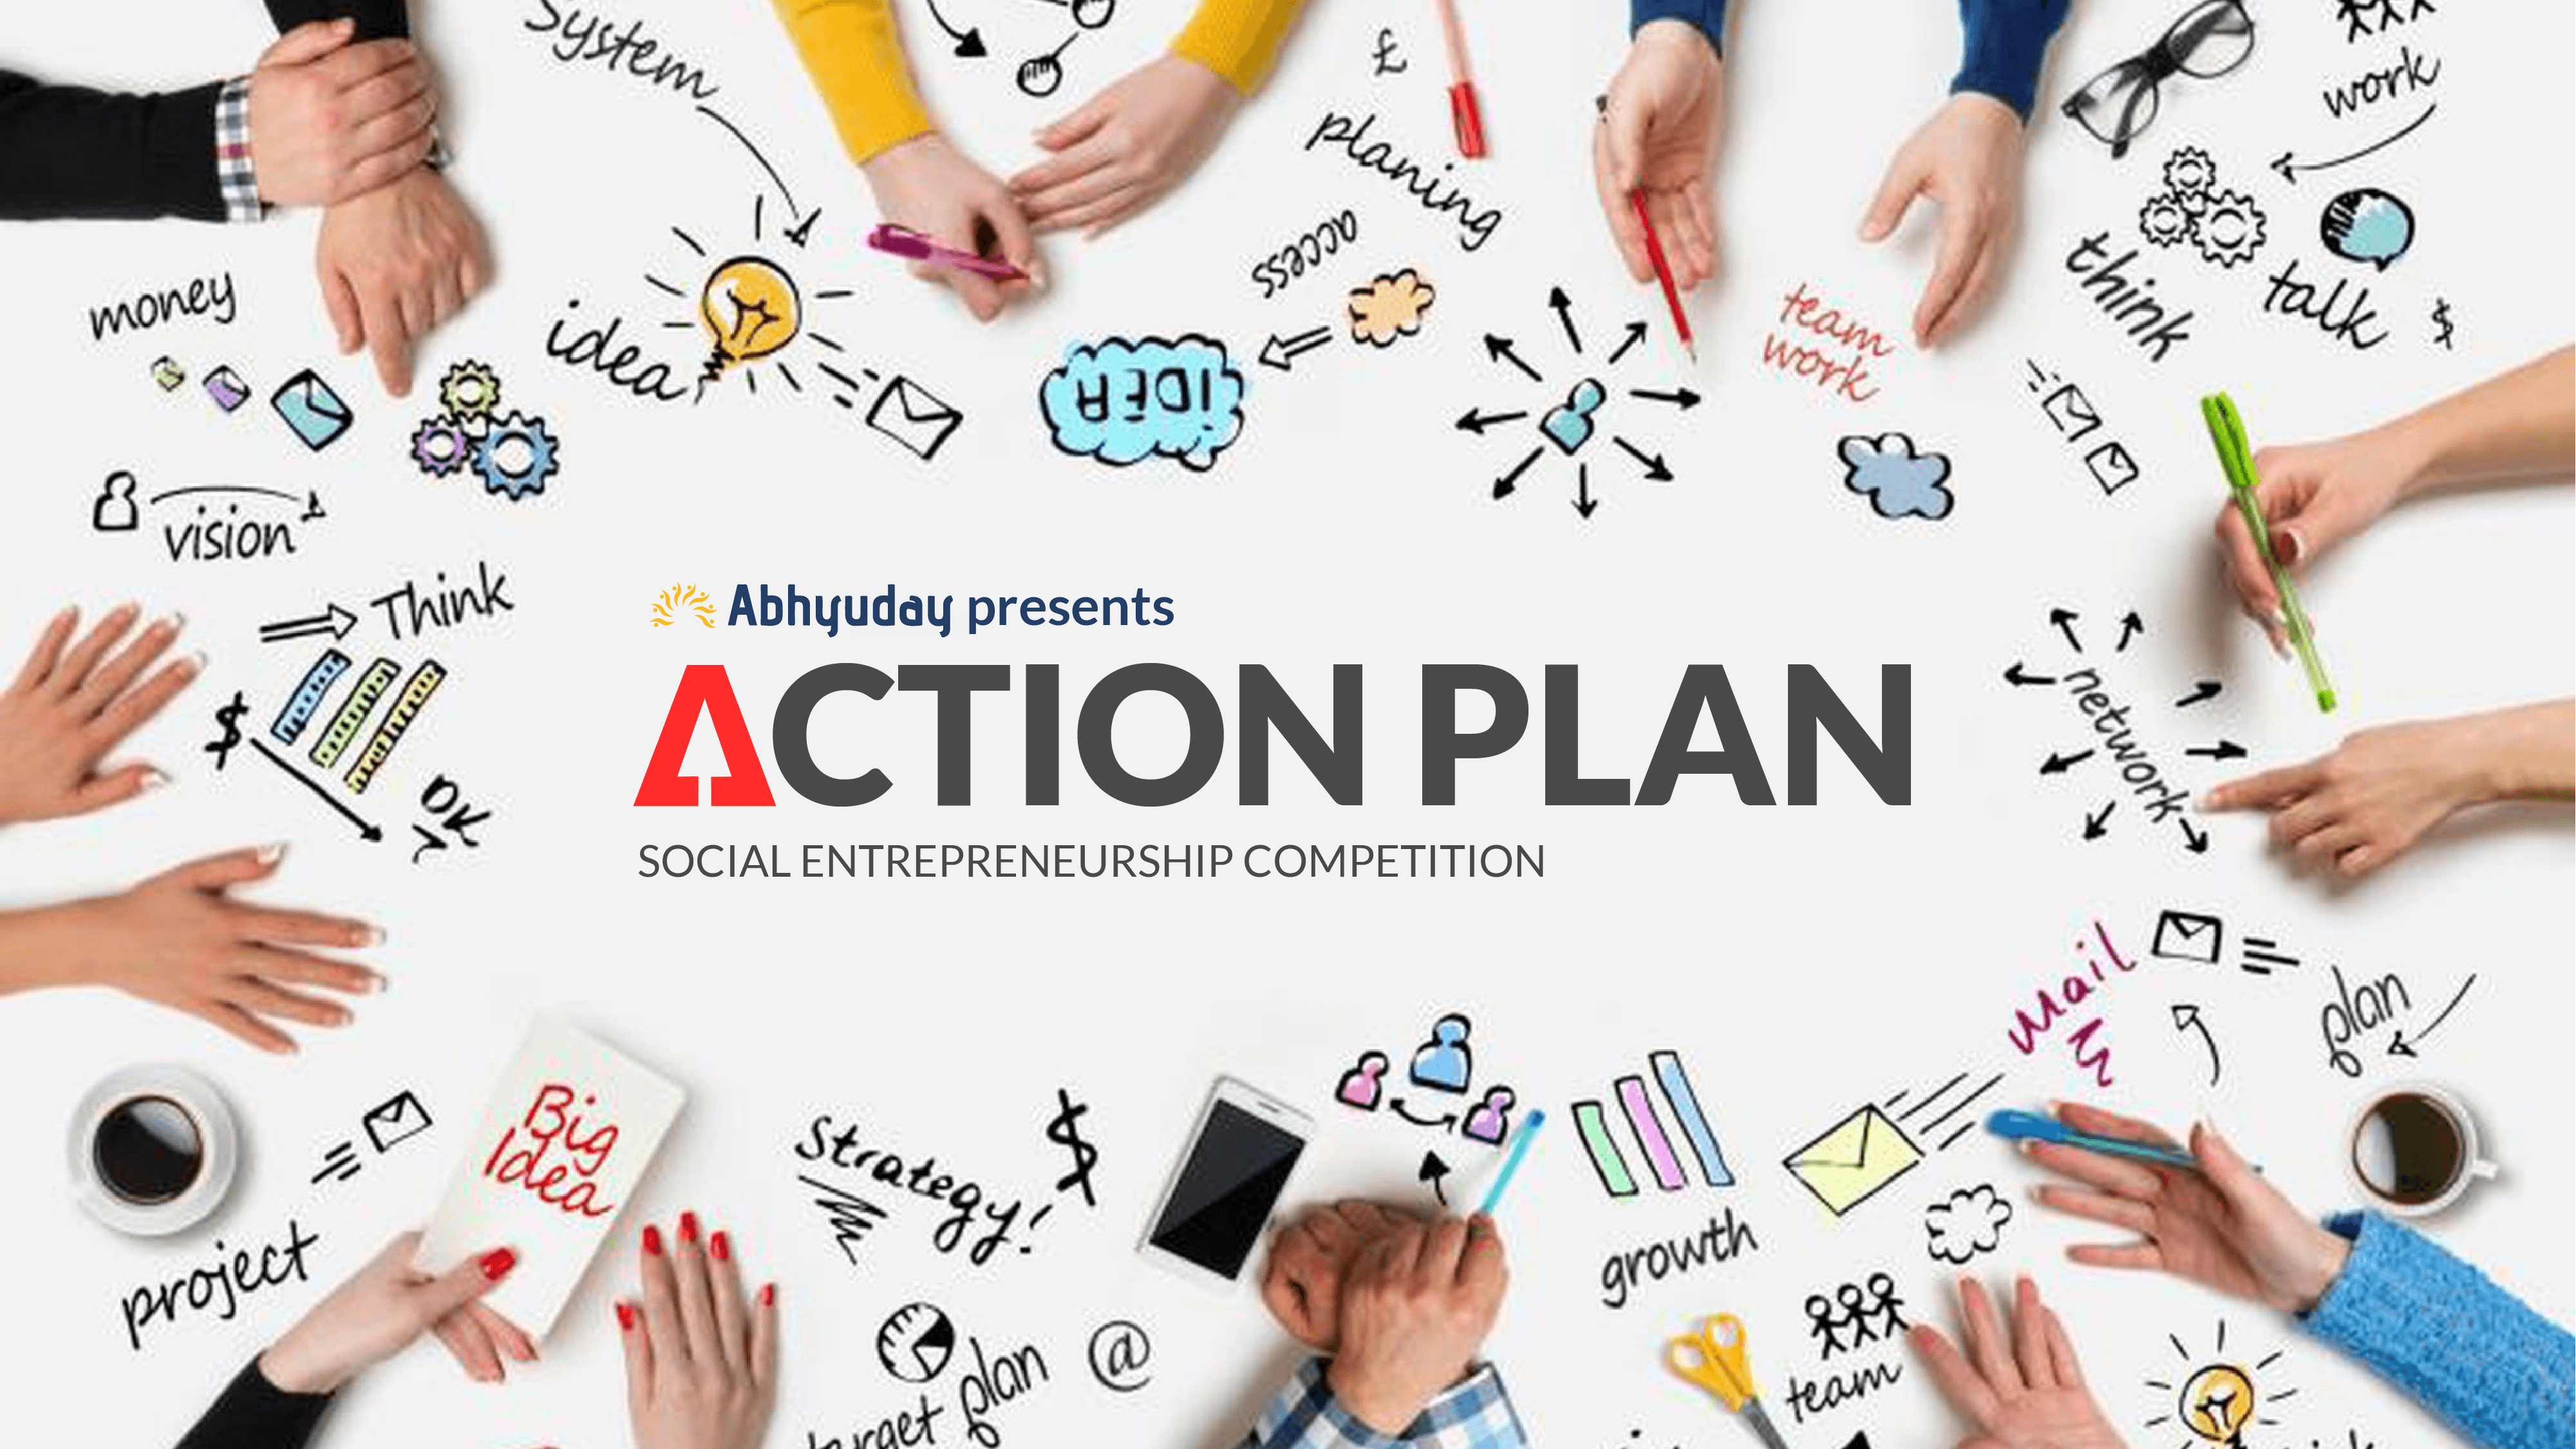 System
£
planing
work
access
money
idea
IDEA
team
work
think
talk
$
vision
Think
$
OK
network
Abhyuday presents
ACTION PLAN
SOCIAL ENTREPRENEURSHIP COMPETITION
Mail
plan
Big
Idea
Strategy!
$
project
growth
target plan
@
team